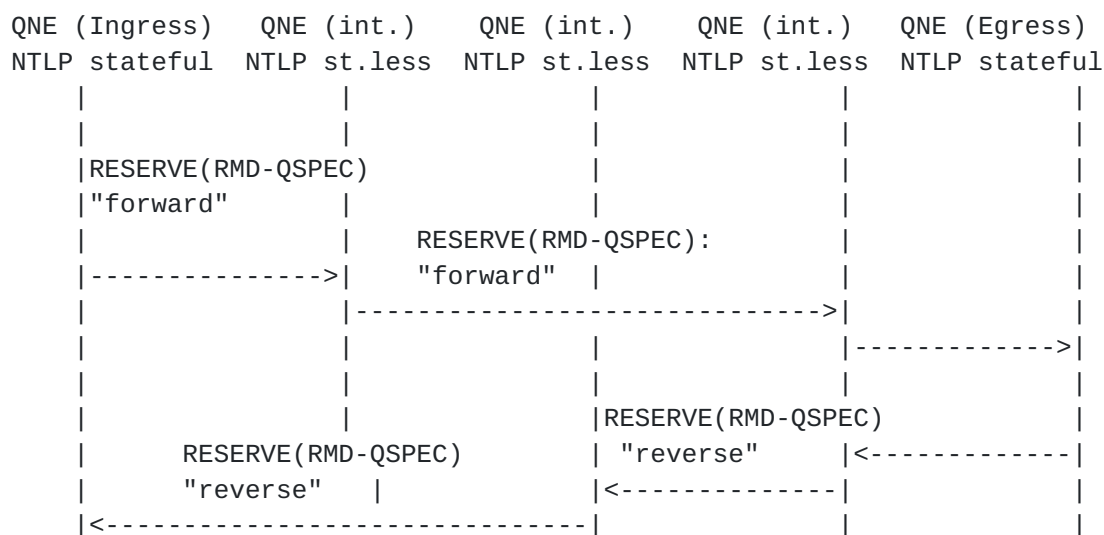 QNE (Ingress) QNE (int.) QNE (int.) QNE (int.) QNE (Egress)
NTLP stateful NTLP st.less NTLP st.less NTLP st.less NTLP stateful
RESERVE(RMD-QSPEC)
"forward"
RESERVE(RMD-QSPEC):
"forward"
RESERVE(RMD-QSPEC)
RESERVE(RMD-QSPEC) "reverse"
"reverse"